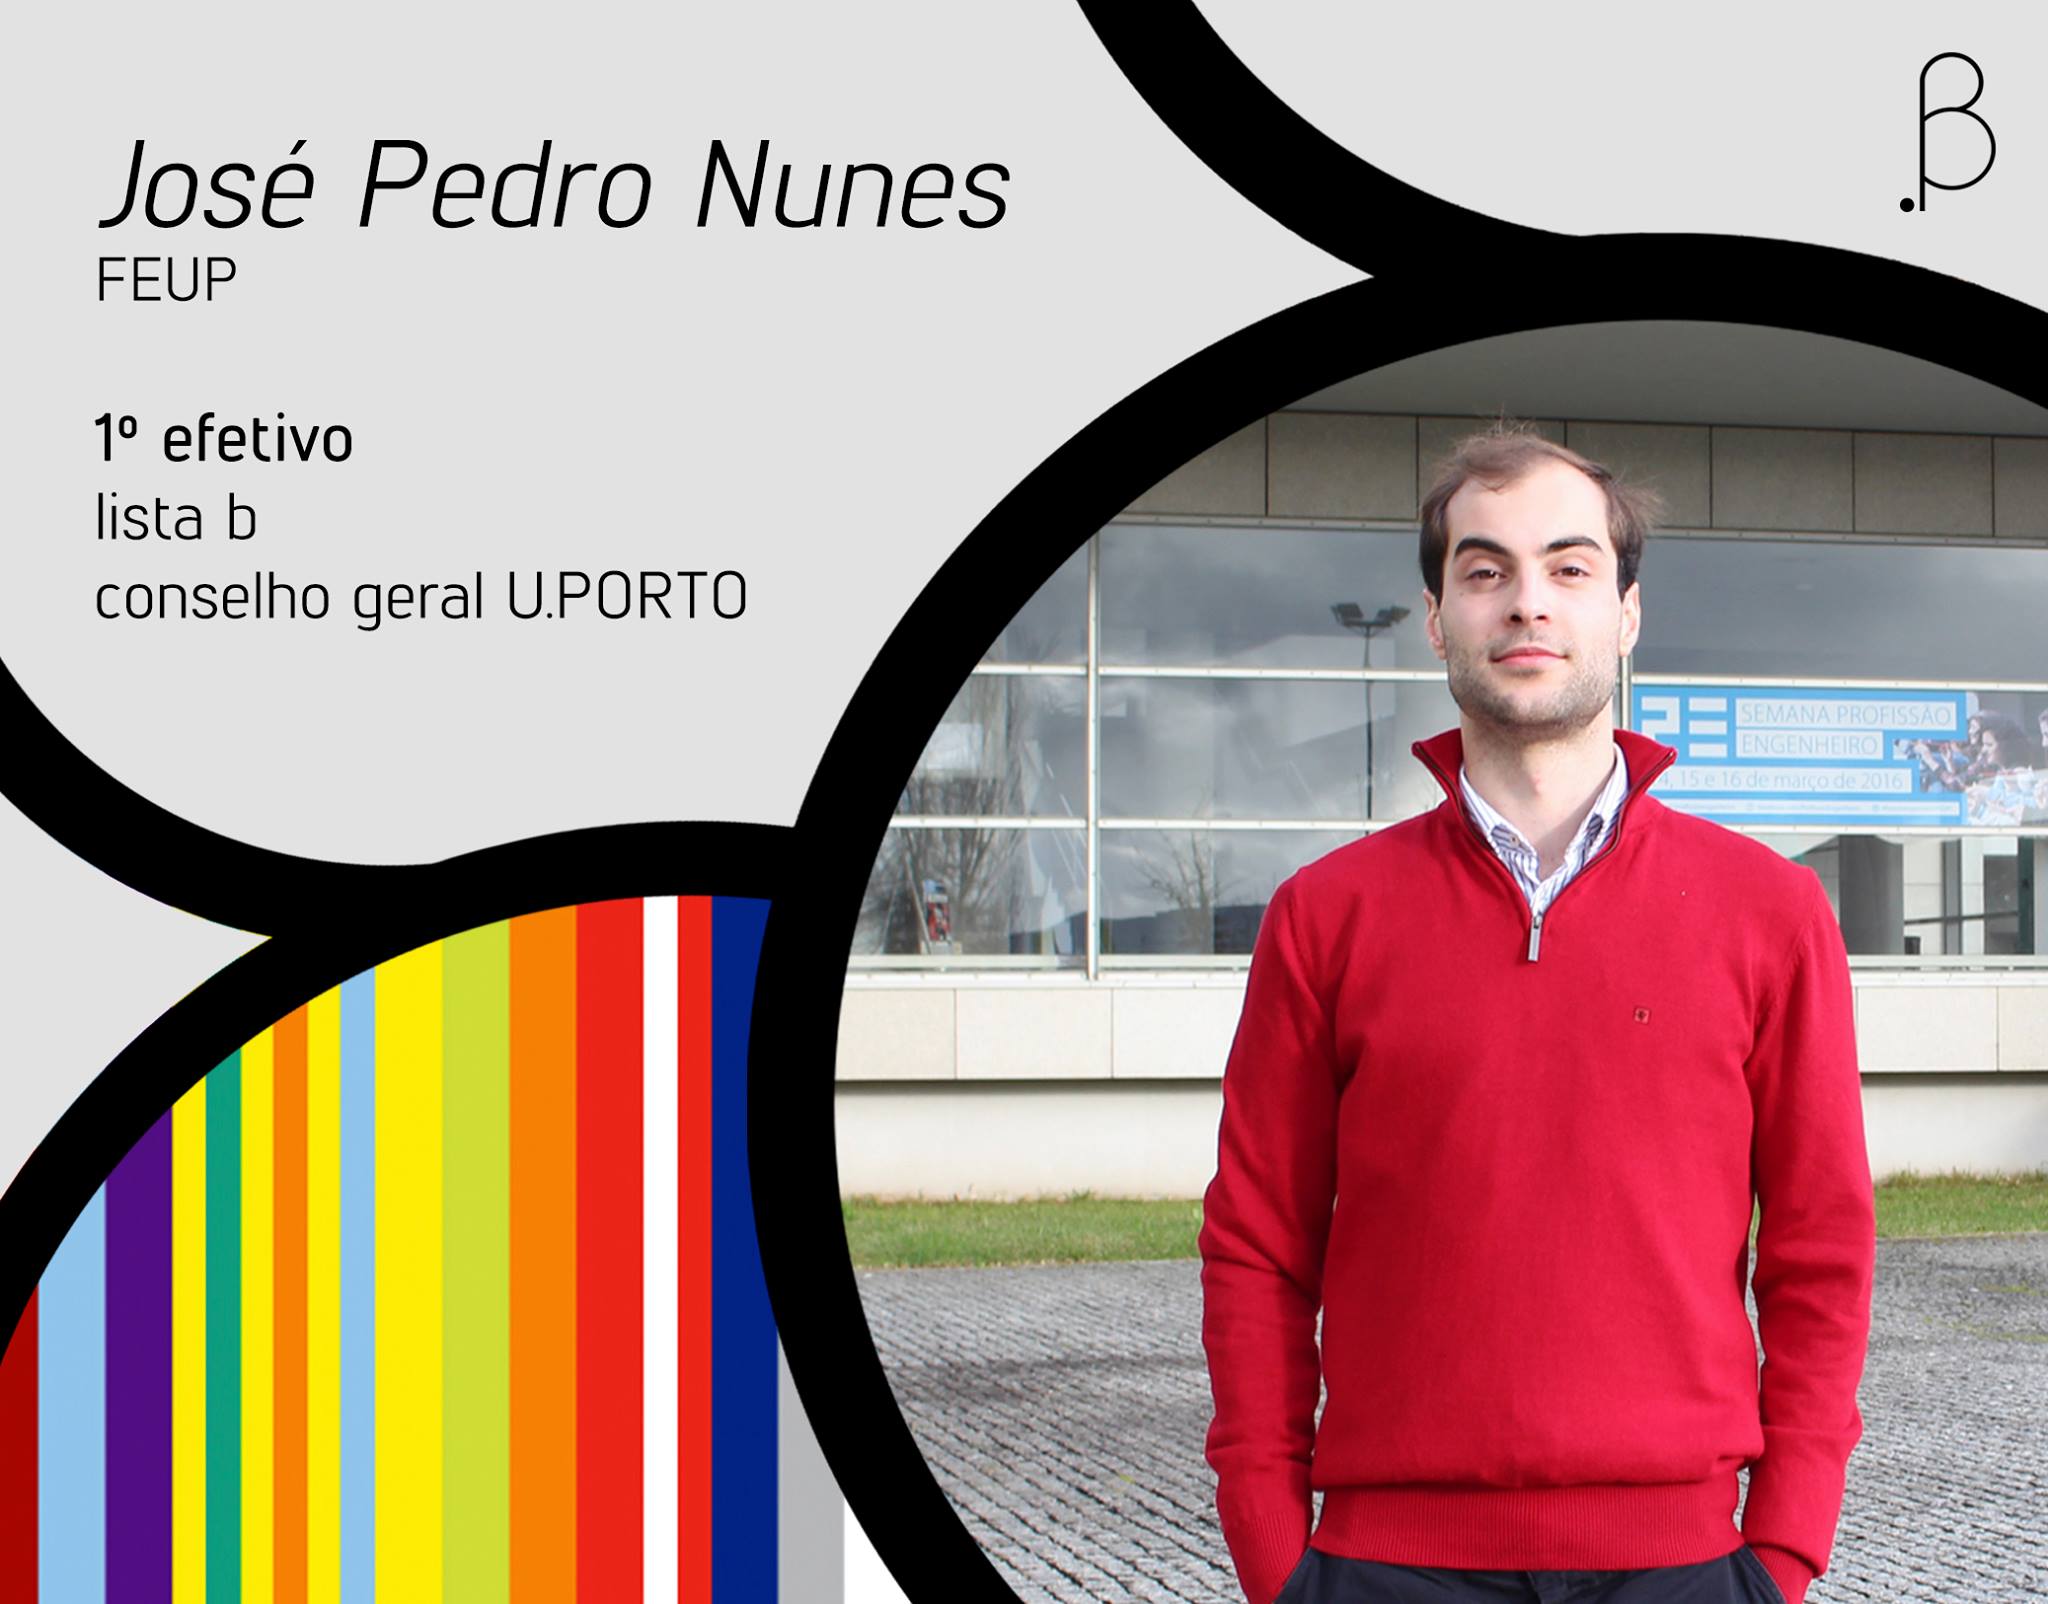 José Pedro Nunes
FEUP
1º efetivo
lista b
conselho geral U.PORTO
.β
SEMANA PROFISSÃO
ENGENHEIRO
4, 15 e 16 de março de 2016